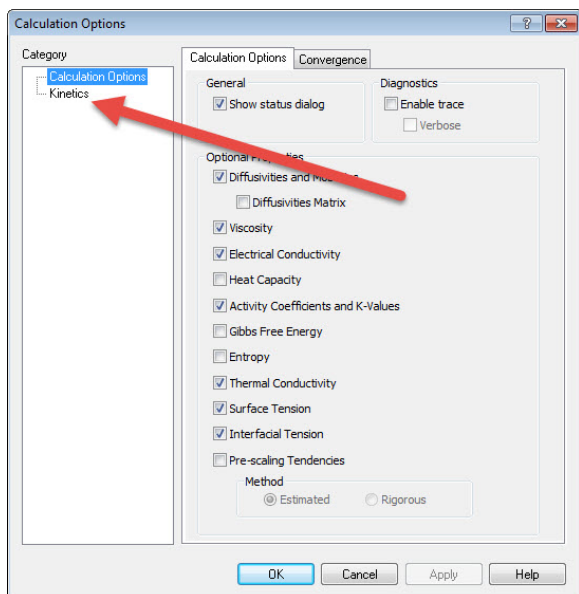 Calculation Options
Category
Calculation Options
Kinetics
Calculation Options Convergence
General
Show status dialog
Diagnostics
Enable trace
Verbose
Optional Properties
Diffusivities and
Diffusivities Matrix
Viscosity
Electrical Conductivity
Heat Capacity
Activity Coefficients and K-Values
Gibbs Free Energy
Entropy
Thermal Conductivity
Surface Tension
Interfacial Tension
Pre-scaling Tendencies
Method
Estimated Rigorous
OK Cancel Apply Help